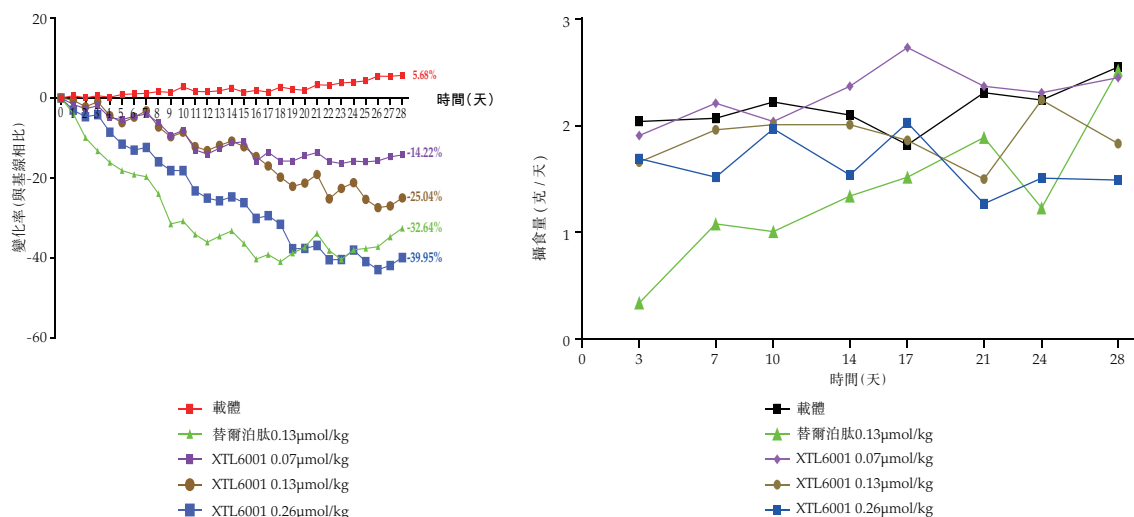 20
0
-20
-40
-60
變化率(與基線相比)
0 1 2 3 4 5 6 7 8 9 10 11 12 13 14 15 16 17 18 19 20 21 22 23 24 25 26 27 28
時間(天)
5.68%
-14.22%
-25.04%
-32.64%
-39.95%
載體
替爾泊肽0.13μmol/kg
XTL6001 0.07μmol/kg
XTL6001 0.13μmol/kg
XTL6001 0.26μmol/kg
3
2
1
0
攝食量(克/天)
0 3 7 10 14 17 21 24 28
時間(天)
載體
替爾泊肽0.13μmol/kg
XTL6001 0.07μmol/kg
XTL6001 0.13μmol/kg
XTL6001 0.26μmol/kg